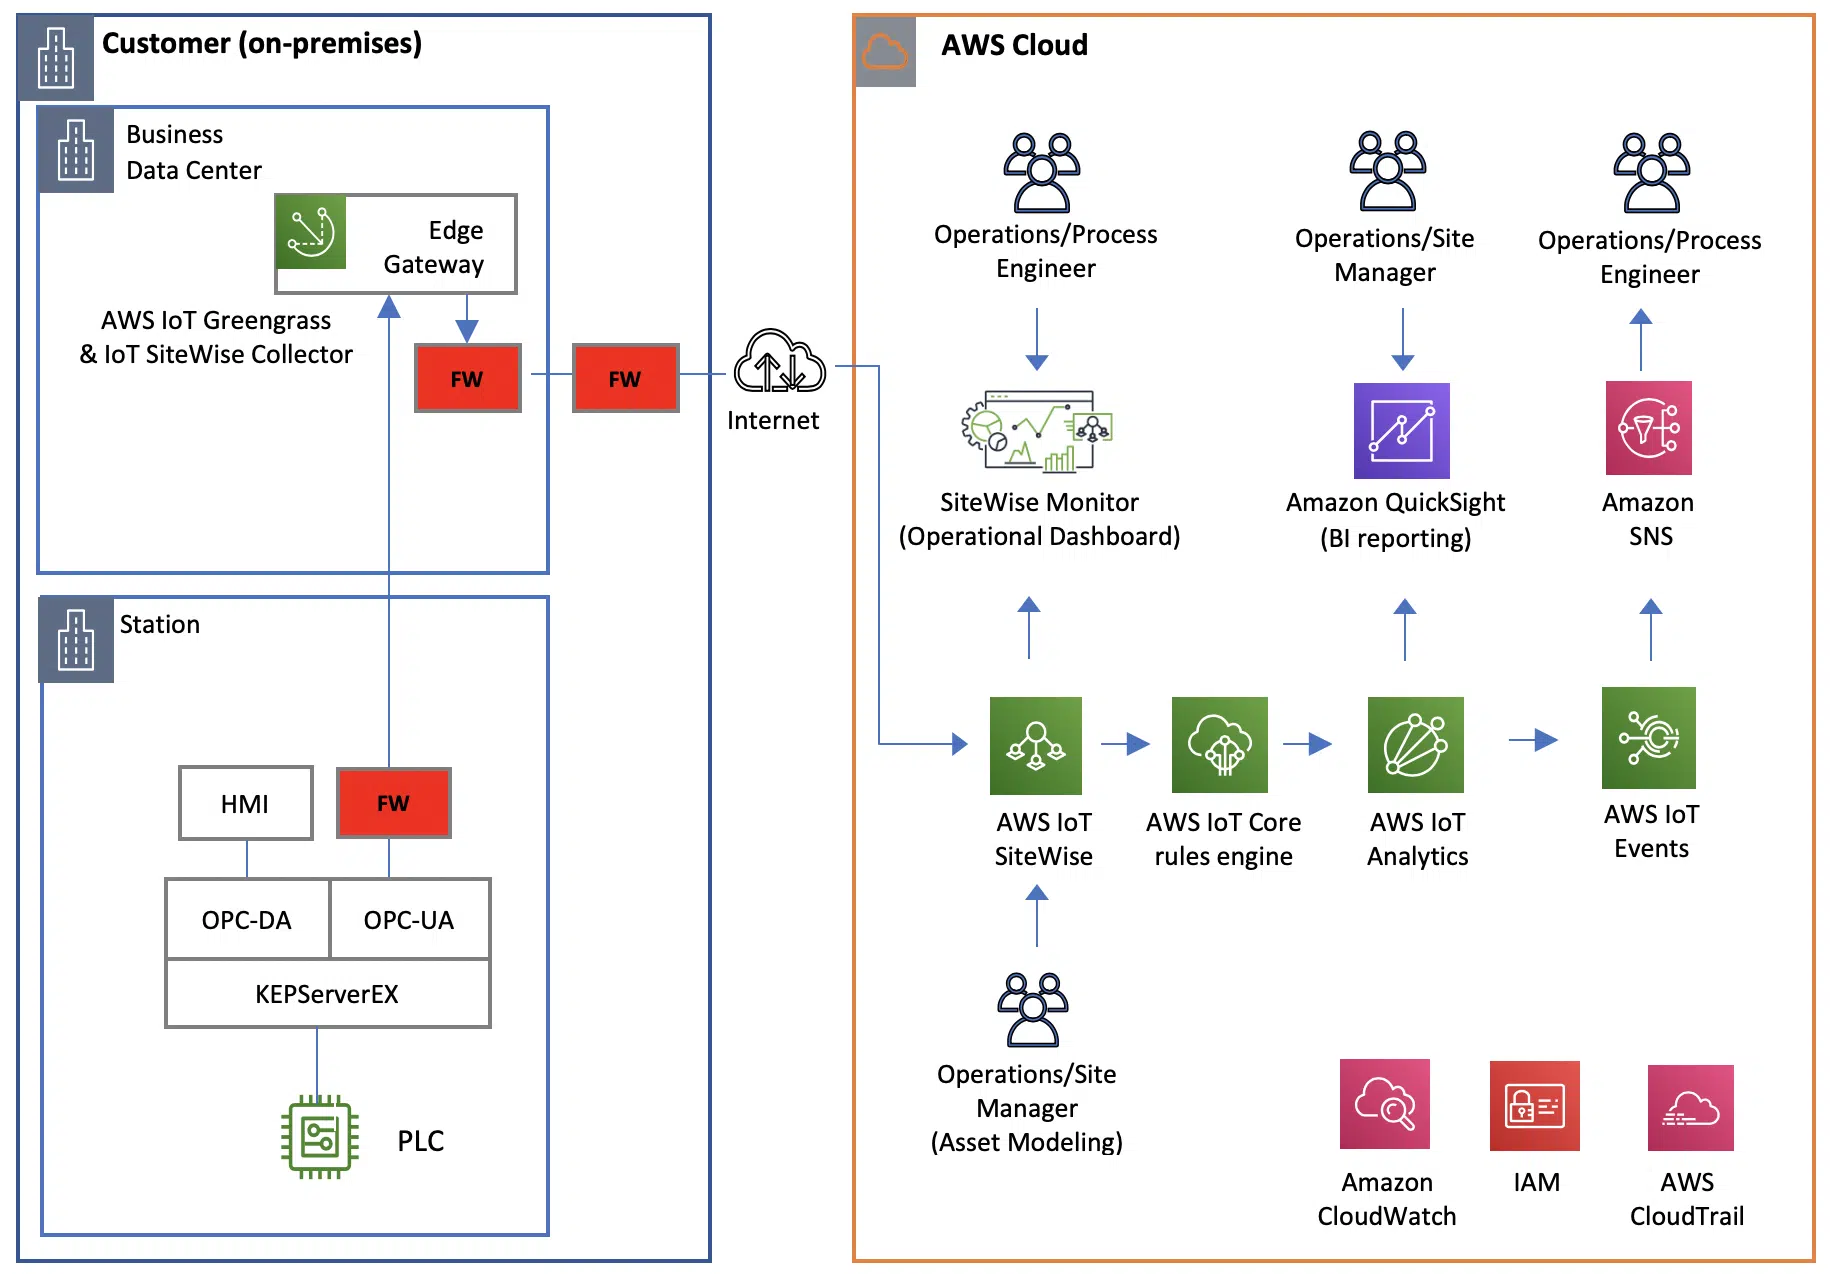 Customer (on-premises)
Business
Data Center
Edge
Gateway
AWS IoT Greengrass
& IoT SiteWise Collector
FW
FW
Internet
Station
HMI
FW
OPC-DA
OPC-UA
KEPServerEX
PLC
AWS Cloud
Operations/Process
Engineer
Operations/Site
Manager
Operations/Process
Engineer
SiteWise Monitor
(Operational Dashboard)
Amazon QuickSight
(BI reporting)
Amazon
SNS
AWS IoT
SiteWise
AWS IoT Core
rules engine
AWS IoT
Analytics
AWS IoT
Events
Operations/Site
Manager
(Asset Modeling)
Amazon
CloudWatch
IAM
AWS
CloudTrail